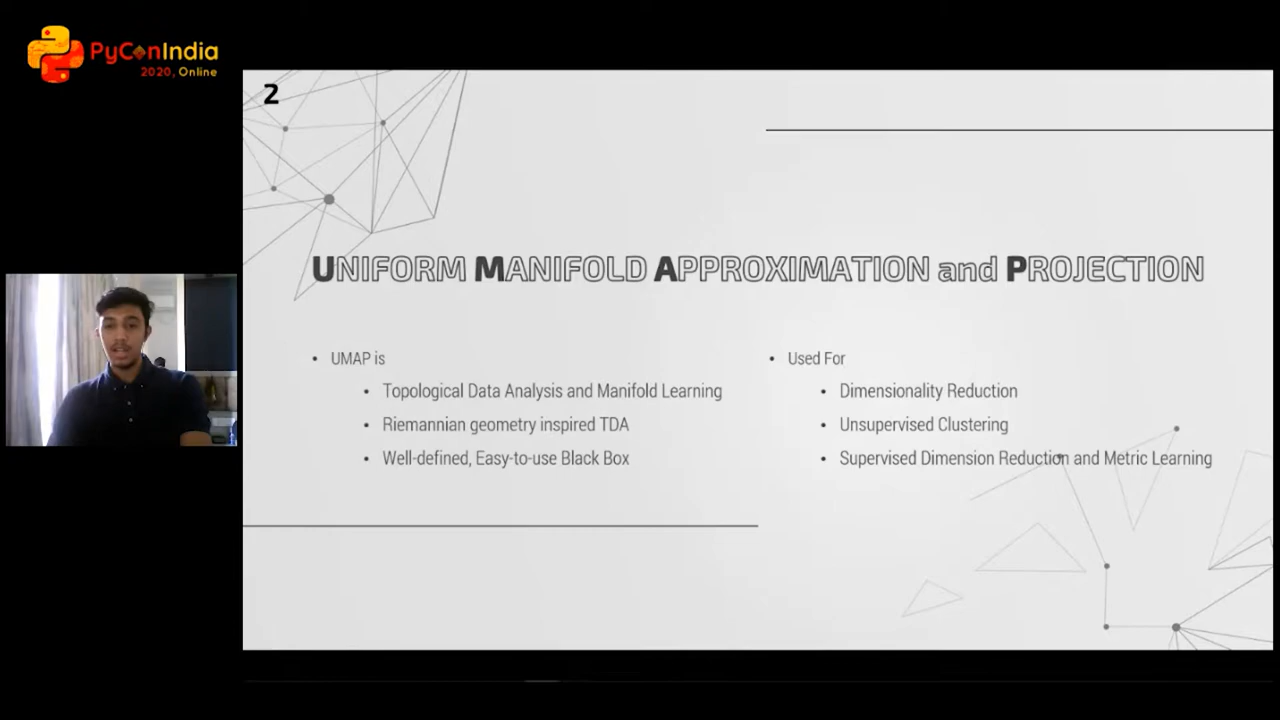 PyConIndia
2020, Online
2
UNIFORM MANIFOLD APPROXIMATION and PROJECTION
• UMAP is
• Topological Data Analysis and Manifold Learning
• Riemannian geometry inspired TDA
• Well-defined, Easy-to-use Black Box
• Used For
• Dimensionality Reduction
• Unsupervised Clustering
• Supervised Dimension Reduction and Metric Learning